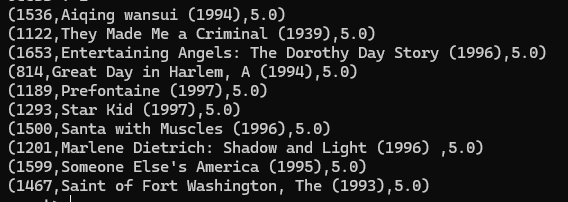 (1536,Aiqing wansui (1994),5.0)
(1122,They Made Me a Criminal (1939),5.0)
(1653,Entertaining Angels: The Dorothy Day Story (1996),5.0)
(814,Great Day in Harlem, A (1994),5.0)
(1189,Prefontaine (1997),5.0)
(1293,Star Kid (1997),5.0)
(1500,Santa with Muscles (1996),5.0)
(1201,Marlene Dietrich: Shadow and Light (1996) ,5.0)
(1599,Someone Else's America (1995),5.0)
(1467,Saint of Fort Washington, The (1993),5.0)